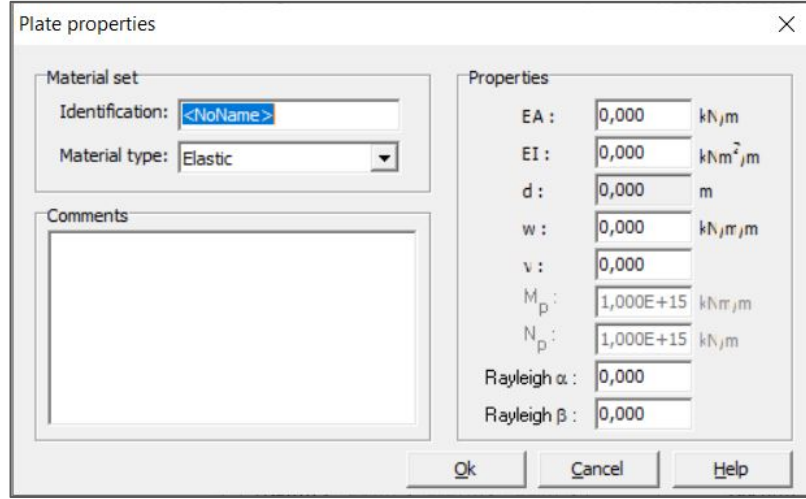 Plate properties
Material set
Identification: <NoName>
Material type: Elastic
Comments
Properties
EA : 0,000 kN/m
EI : 0,000 kNm²/m
d : 0,000 m
w : 0,000 kN/m/m
ν : 0,000
Mp : 1,000E+15 kNm/m
Np : 1,000E+15 kN/m
Rayleigh α : 0,000
Rayleigh β : 0,000
Ok Cancel Help